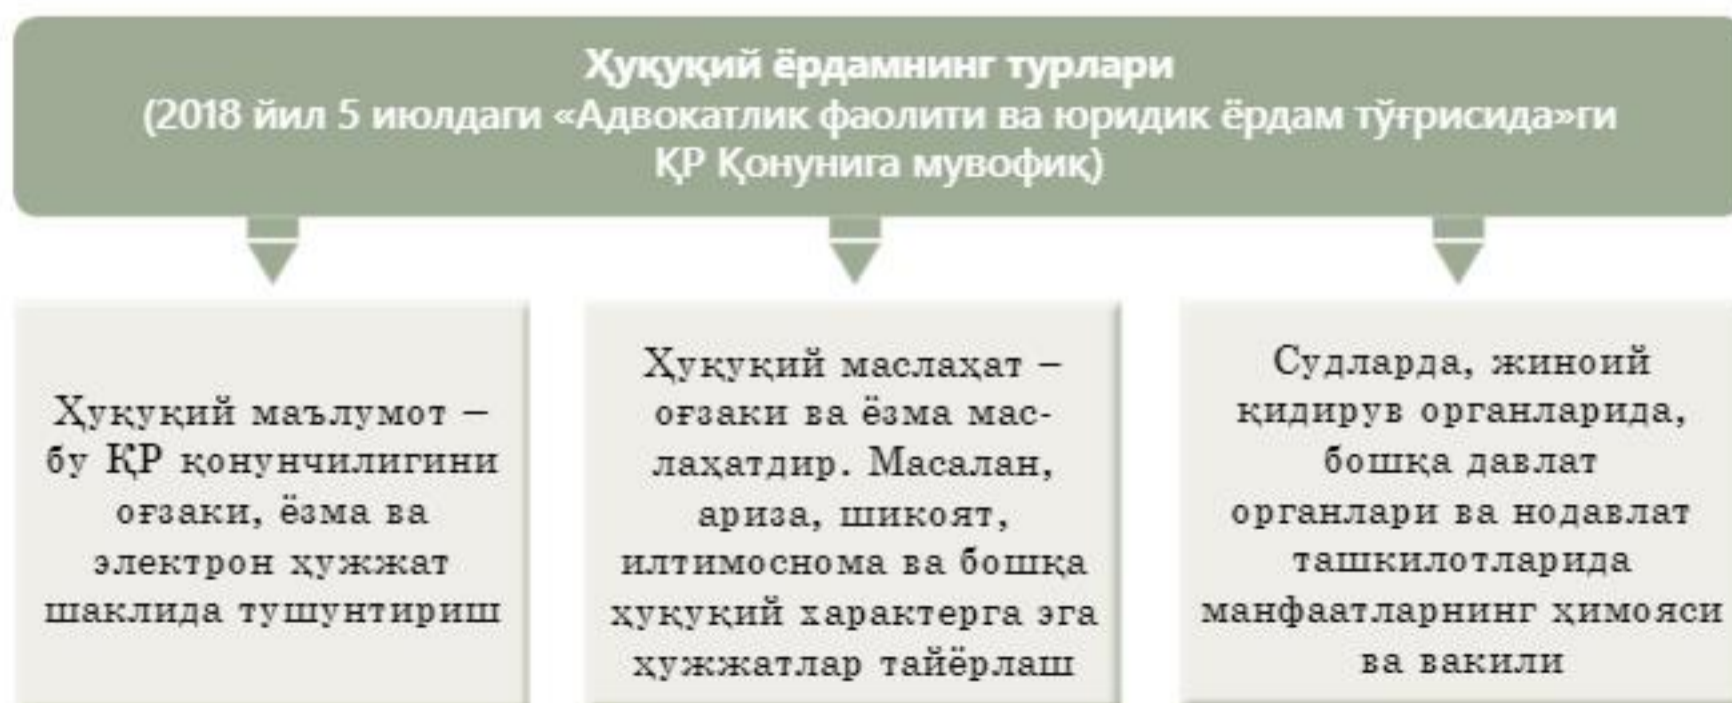 Ҳуқуқий ёрдамнинг турлари
(2018 йил 5 июлдаги «Адвокатлик фаолити ва юридик ёрдам тўғрисида»ги
ҚР Қонунига мувофиқ)
Ҳуқуқий маълумот –
бу ҚР қонунчилигини
оғзаки, ёзма ва
электрон ҳужжат
шаклида тушунтириш
Ҳуқуқий маслаҳат –
оғзаки ва ёзма мас-
лаҳатдир. Масалан,
ариза, шикоят,
илтимоснома ва бошқа
ҳуқуқий характерга эга
ҳужжатлар тайёрлаш
Судларда, жиноий
қидирув органларида,
бошқа давлат
органлари ва нодавлат
ташкилотларида
манфаатларнинг ҳимояси
ва вакили